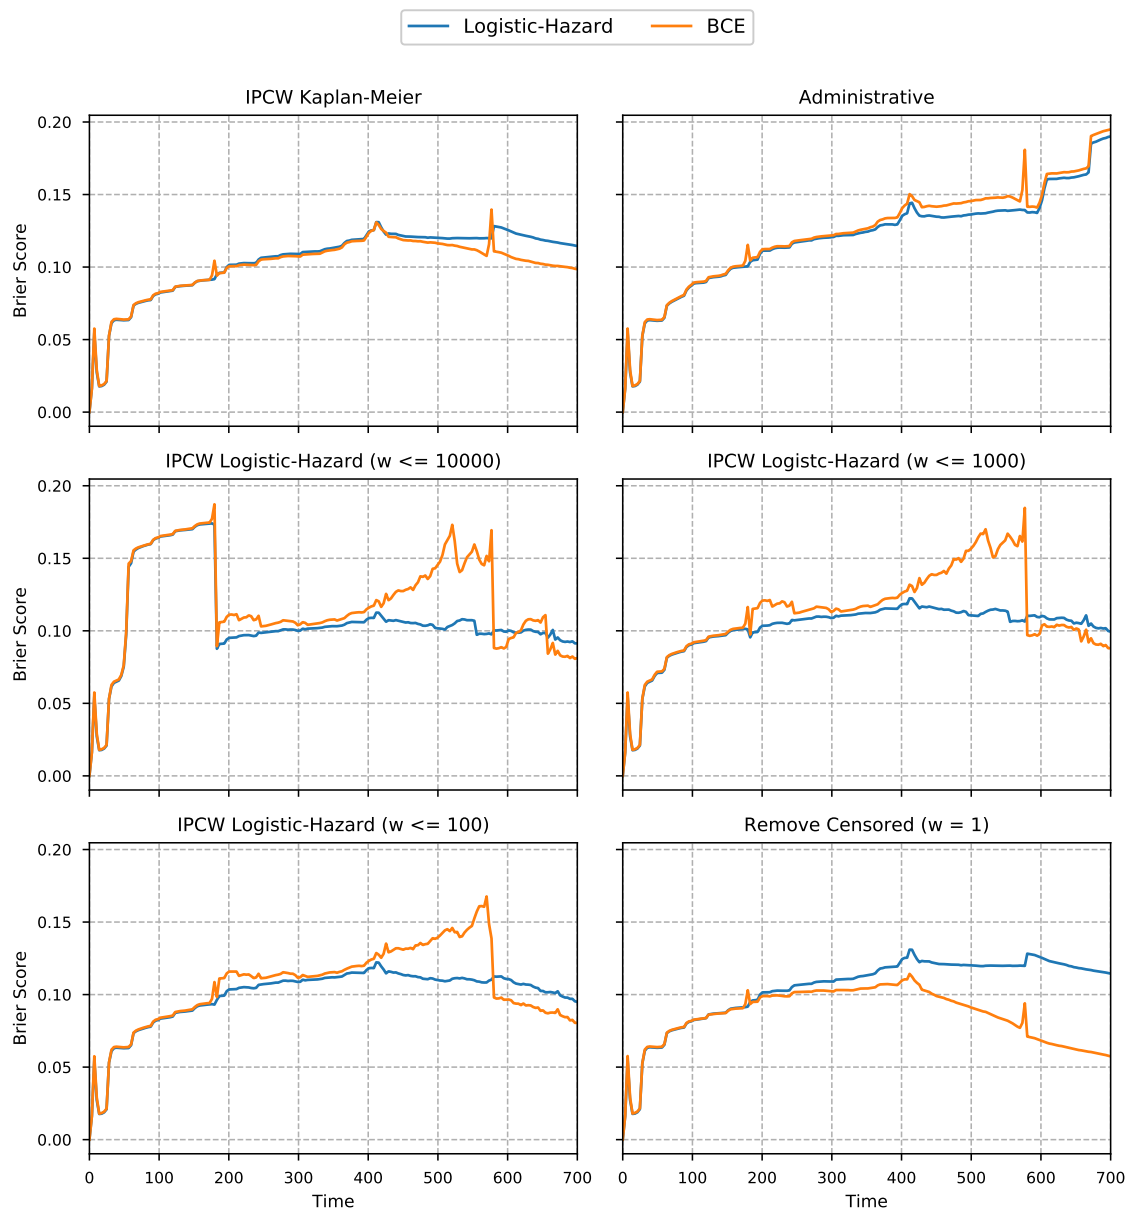 Logistic-Hazard BCE
IPCW Kaplan-Meier
Administrative
0.20
0.15
0.10
0.05
0.00
Brier Score
IPCW Logistic-Hazard (w <= 10000)
IPCW Logistc-Hazard (w <= 1000)
0.20
0.15
0.10
0.05
0.00
Brier Score
IPCW Logistic-Hazard (w <= 100)
Remove Censored (w = 1)
0.20
0.15
0.10
0.05
0.00
Brier Score
0 100 200 300 400 500 600 700
Time
0 100 200 300 400 500 600 700
Time